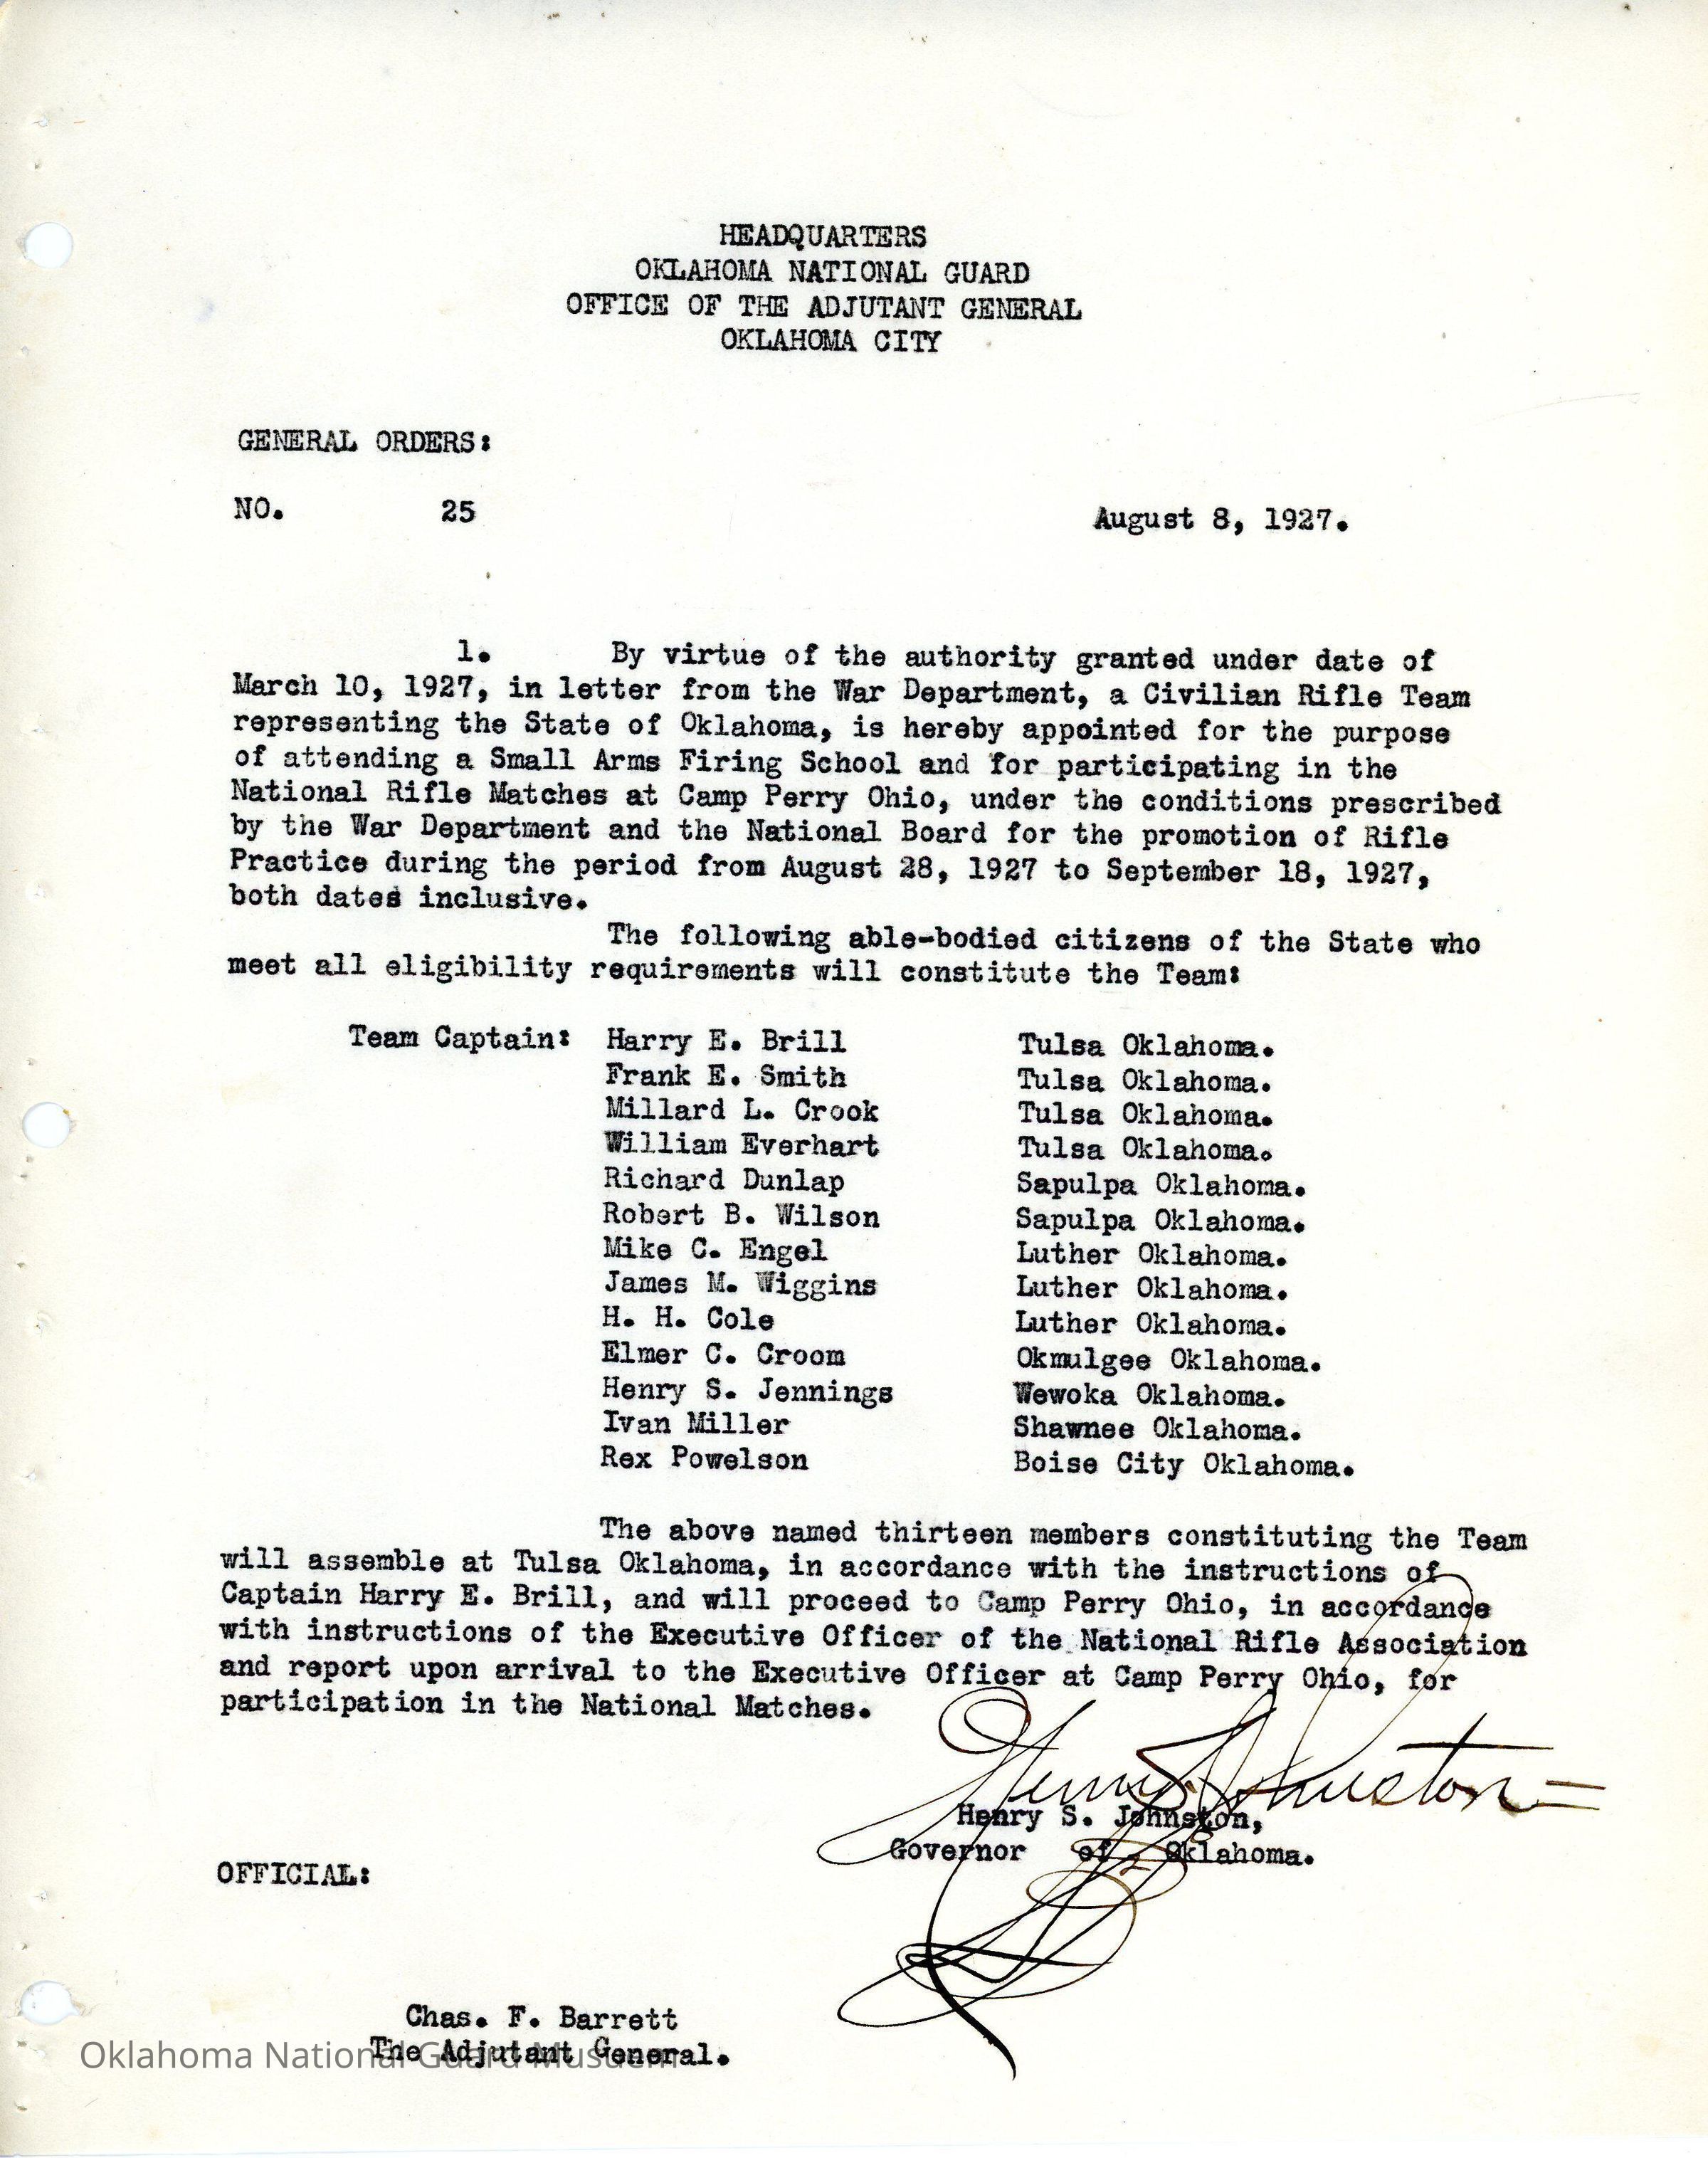 HEADQUARTERS
OKLAHOMA NATIONAL GUARD
OFFICE OF THE ADJUTANT GENERAL
OKLAHOMA CITY
GENERAL ORDERS:
NO. 25 August 8, 1927.
1. By virtue of the authority granted under date of
March 10, 1927, in letter from the War Department, a Civilian Rifle Team
representing the State of Oklahoma, is hereby appointed for the purpose
of attending a Small Arms Firing School and for participating in the
National Rifle Matches at Camp Perry Ohio, under the conditions prescribed
by the War Department and the National Board for the promotion of Rifle
Practice during the period from August 28, 1927 to September 18, 1927,
both dates inclusive.
The following able-bodied citizens of the State who
meet all eligibility requirements will constitute the Team:
Team Captain: Harry E. Brill Tulsa Oklahoma.
Frank E. Smith Tulsa Oklahoma.
Millard L. Crook Tulsa Oklahoma.
William Everhart Tulsa Oklahoma.
Richard Dunlap Sapulpa Oklahoma.
Robert B. Wilson Sapulpa Oklahoma.
Mike C. Engel Luther Oklahoma.
James M. Wiggins Luther Oklahoma.
H. H. Cole Luther Oklahoma.
Elmer C. Croom Okmulgee Oklahoma.
Henry S. Jennings Wewoka Oklahoma.
Ivan Miller Shawnee Oklahoma.
Rex Powelson Boise City Oklahoma.
The above named thirteen members constituting the Team
will assemble at Tulsa Oklahoma, in accordance with the instructions of
Captain Harry E. Brill, and will proceed to Camp Perry Ohio, in accordance
with instructions of the Executive Officer of the National Rifle Association
and report upon arrival to the Executive Officer at Camp Perry Ohio, for
participation in the National Matches.
Henry S Johnston
Henry S. Johnston,
Governor of Oklahoma.
OFFICIAL:
Chas. F. Barrett
The Adjutant General.
Oklahoma National Guard Museum